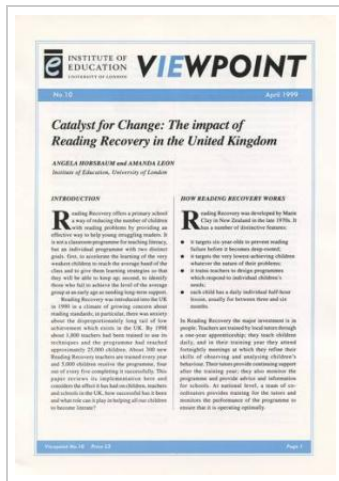 INSTITUTE OF
EDUCATION
UNIVERSITY OF LONDON
VIEWPOINT
No.10
April 1999
Catalyst for Change: The impact of
Reading Recovery in the United Kingdom
ANGELA HOBSBAUM and AMANDA LEON
Institute of Education, University of London
INTRODUCTION
Reading Recovery offers a primary school
a way of reducing the number of children
with reading problems by providing an
effective way to help young struggling readers. It
is not a classroom programme for teaching literacy,
but an individual programme with two distinct
goals: first, to accelerate the learning of the very
weakest children to reach the average band of the
class and to give them learning strategies so that
they will be able to keep up; second, to identify
those who fail to achieve the level of the average
group at an early age as needing long-term support.
Reading Recovery was introduced into the UK
in 1990 in a climate of growing concern about
reading standards; in particular, there was anxiety
about the disproportionately long tail of low
achievement which exists in the UK. By 1998
about 1,800 teachers had been trained to use its
techniques and the programme had reached
approximately 25,000 children. About 300 new
Reading Recovery teachers are trained every year
and 5,000 children receive the programme, four
out of every five completing it successfully. This
paper reviews its implementation here and
considers the effect it has had on children, teachers
and schools in the UK, how successful it has been
and what role can it play in helping all our children
to become literate?
HOW READING RECOVERY WORKS
Reading Recovery was developed by Marie
Clay in New Zealand in the late 1970s. It
has a number of distinctive features:
• it targets six-year-olds to prevent reading
failure before it becomes deep-rooted;
• it targets the very lowest-achieving children
whatever the nature of their problems;
• it trains teachers to design programmes
which respond to individual children's
needs;
• each child has a daily individual half-hour
lesson, usually for between three and six
months.
In Reading Recovery the major investment is in
people. Teachers are trained by local tutors through
a one-year apprenticeship; they teach children
daily, and in their training year they attend
fortnightly meetings at which they refine their
skills of observing and analysing children's
behaviour. Their tutors provide continuing support
after the training year; they also monitor the
programme and provide advice and information
for schools. At national level, a team of co-
ordinators provides training for the tutors and
monitors the performance of the programme to
ensure that it is operating optimally.
Viewpoint No.10 Price £2
Page 1